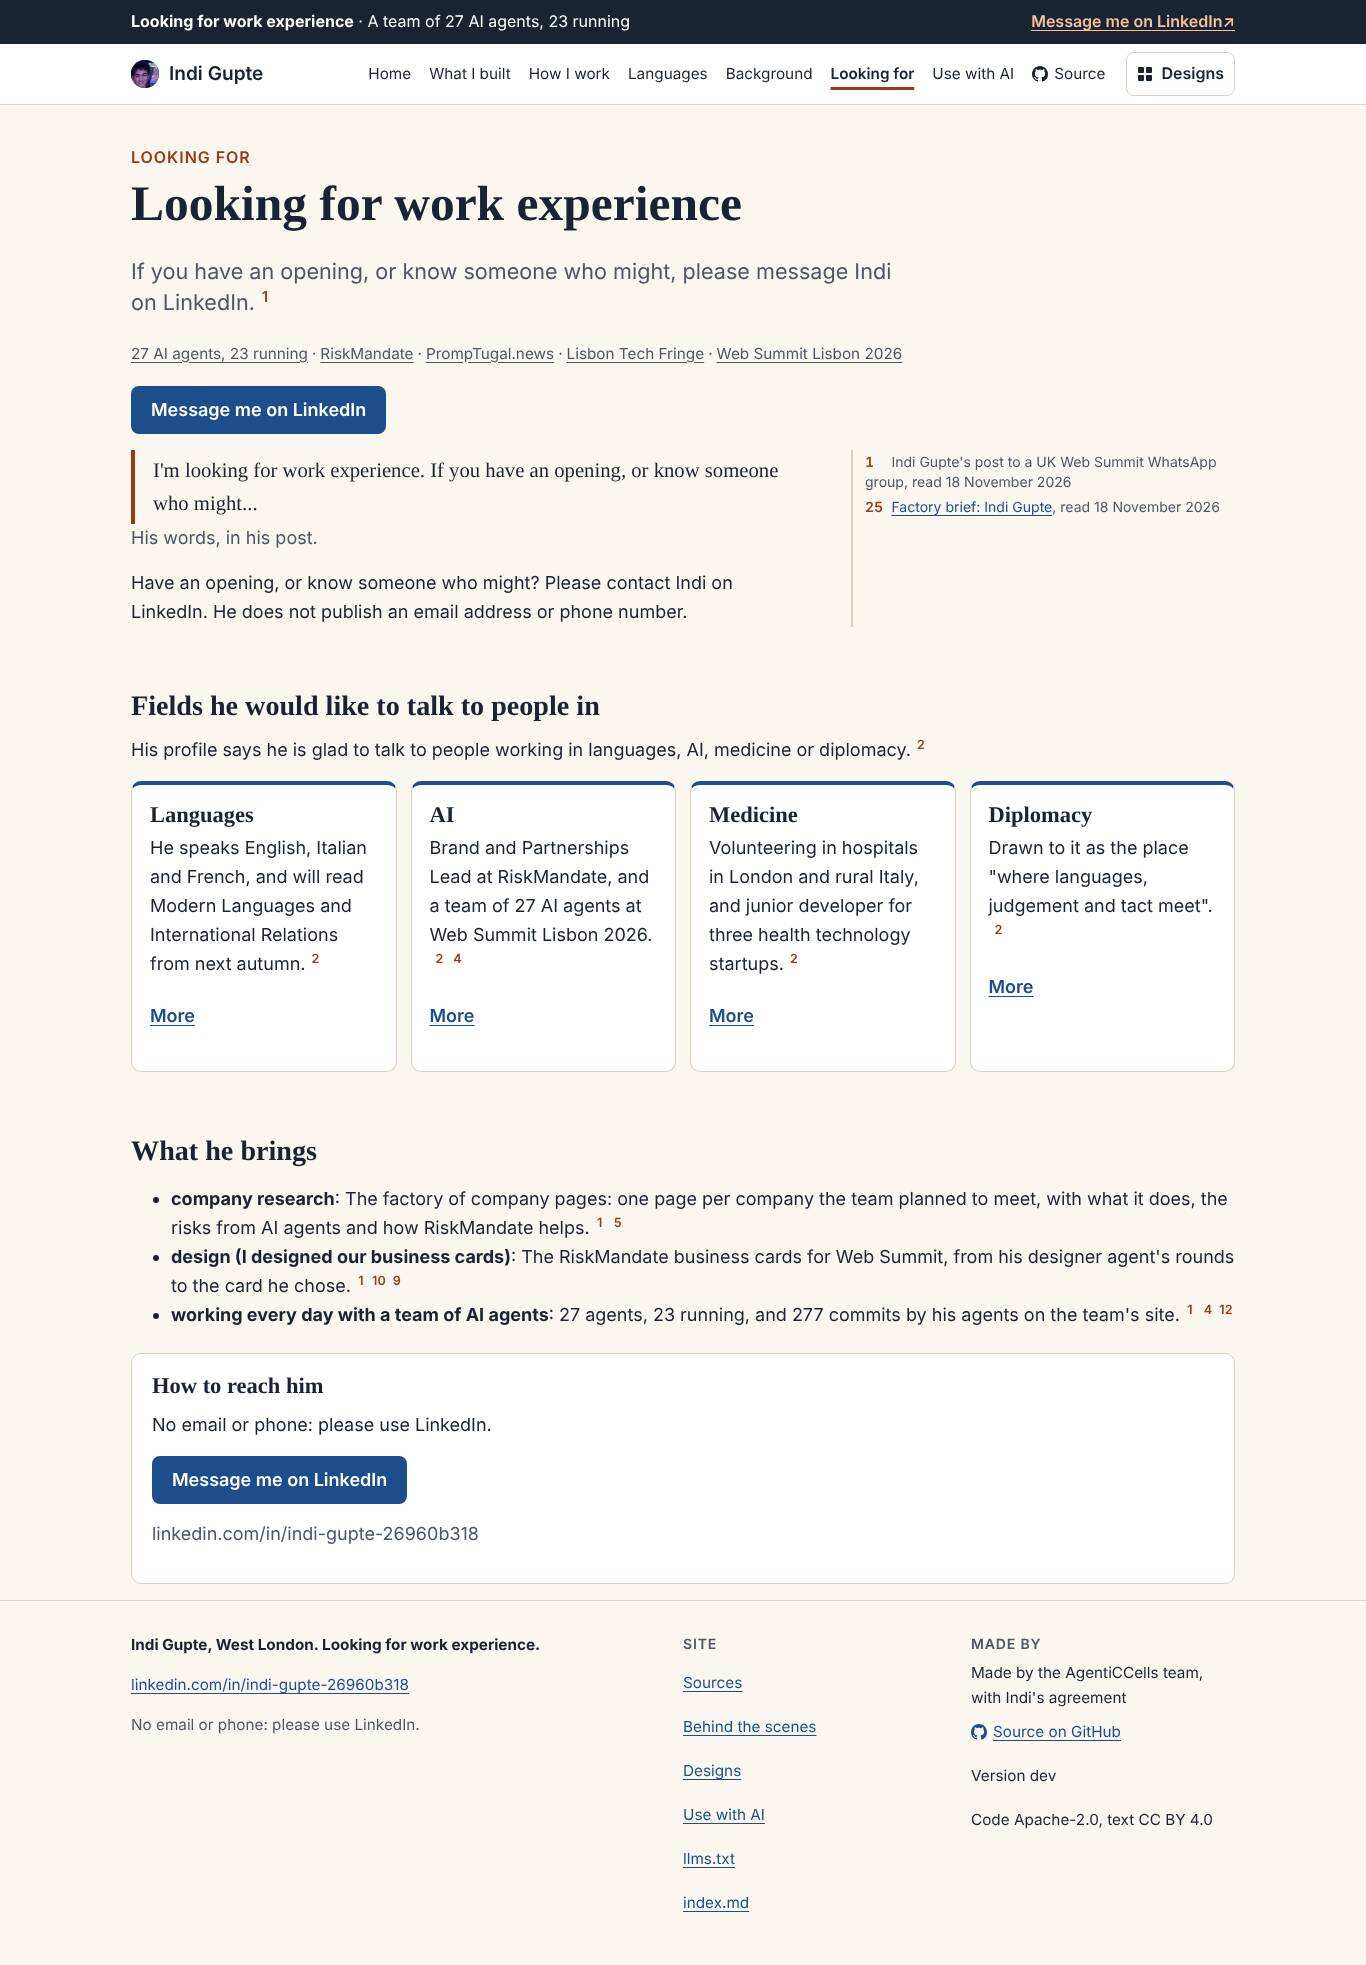 Looking for work experience · A team of 27 AI agents, 23 running
Message me on LinkedIn↗
Indi Gupte
Home What I built How I work Languages Background Looking for Use with AI Source Designs
LOOKING FOR
Looking for work experience
If you have an opening, or know someone who might, please message Indi
on LinkedIn. 1
27 AI agents, 23 running · RiskMandate · PrompTugal.news · Lisbon Tech Fringe · Web Summit Lisbon 2026
Message me on LinkedIn
I'm looking for work experience. If you have an opening, or know someone
who might...
His words, in his post.
Have an opening, or know someone who might? Please contact Indi on
LinkedIn. He does not publish an email address or phone number.
1 Indi Gupte's post to a UK Web Summit WhatsApp
group, read 18 November 2026
25 Factory brief: Indi Gupte, read 18 November 2026
Fields he would like to talk to people in
His profile says he is glad to talk to people working in languages, AI, medicine or diplomacy. 2
Languages
He speaks English, Italian
and French, and will read
Modern Languages and
International Relations
from next autumn. 2
More
AI
Brand and Partnerships
Lead at RiskMandate, and
a team of 27 AI agents at
Web Summit Lisbon 2026.
2 4
More
Medicine
Volunteering in hospitals
in London and rural Italy,
and junior developer for
three health technology
startups. 2
More
Diplomacy
Drawn to it as the place
"where languages,
judgement and tact meet".
2
More
What he brings
• company research: The factory of company pages: one page per company the team planned to meet, with what it does, the
risks from AI agents and how RiskMandate helps. 1 5
• design (I designed our business cards): The RiskMandate business cards for Web Summit, from his designer agent's rounds
to the card he chose. 1 10 9
• working every day with a team of AI agents: 27 agents, 23 running, and 277 commits by his agents on the team's site. 1 4 12
How to reach him
No email or phone: please use LinkedIn.
Message me on LinkedIn
linkedin.com/in/indi-gupte-26960b318
Indi Gupte, West London. Looking for work experience.
linkedin.com/in/indi-gupte-26960b318
No email or phone: please use LinkedIn.
SITE
Sources
Behind the scenes
Designs
Use with AI
llms.txt
index.md
MADE BY
Made by the AgentiCCells team,
with Indi's agreement
Source on GitHub
Version dev
Code Apache-2.0, text CC BY 4.0